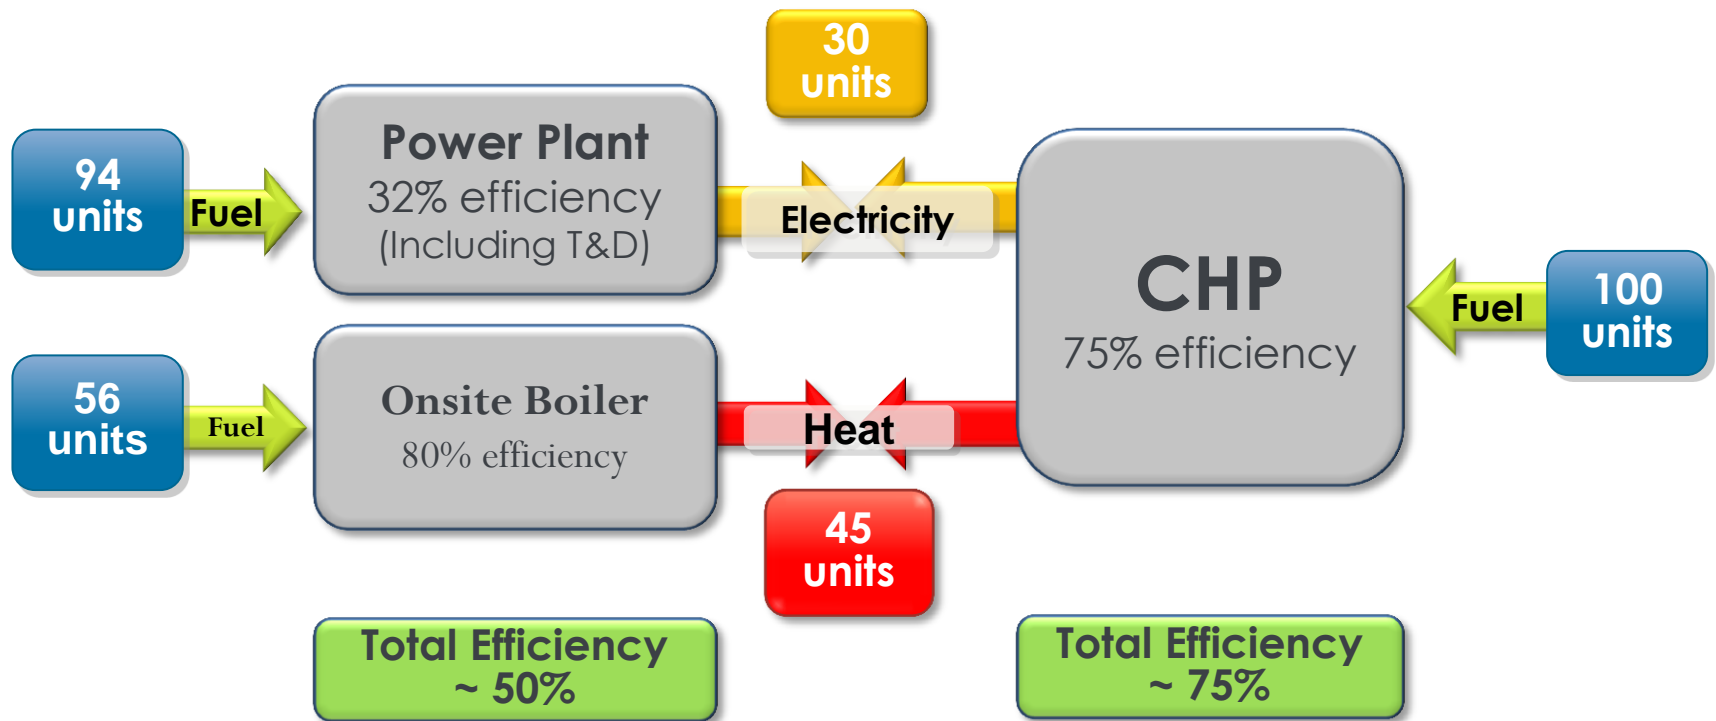 30
units
94
units
Fuel
Power Plant
32% efficiency
(Including T&D)
Electricity
CHP
75% efficiency
Fuel
100
units
56
units
Fuel
Onsite Boiler
80% efficiency
Heat
45
units
Total Efficiency
~ 50%
Total Efficiency
~ 75%